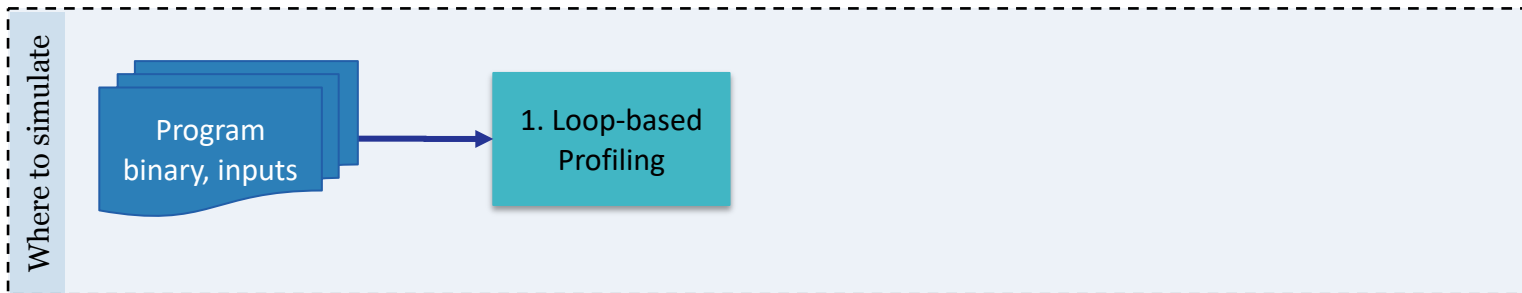 Where to simulate
Program
binary, inputs
1. Loop-based
Profiling